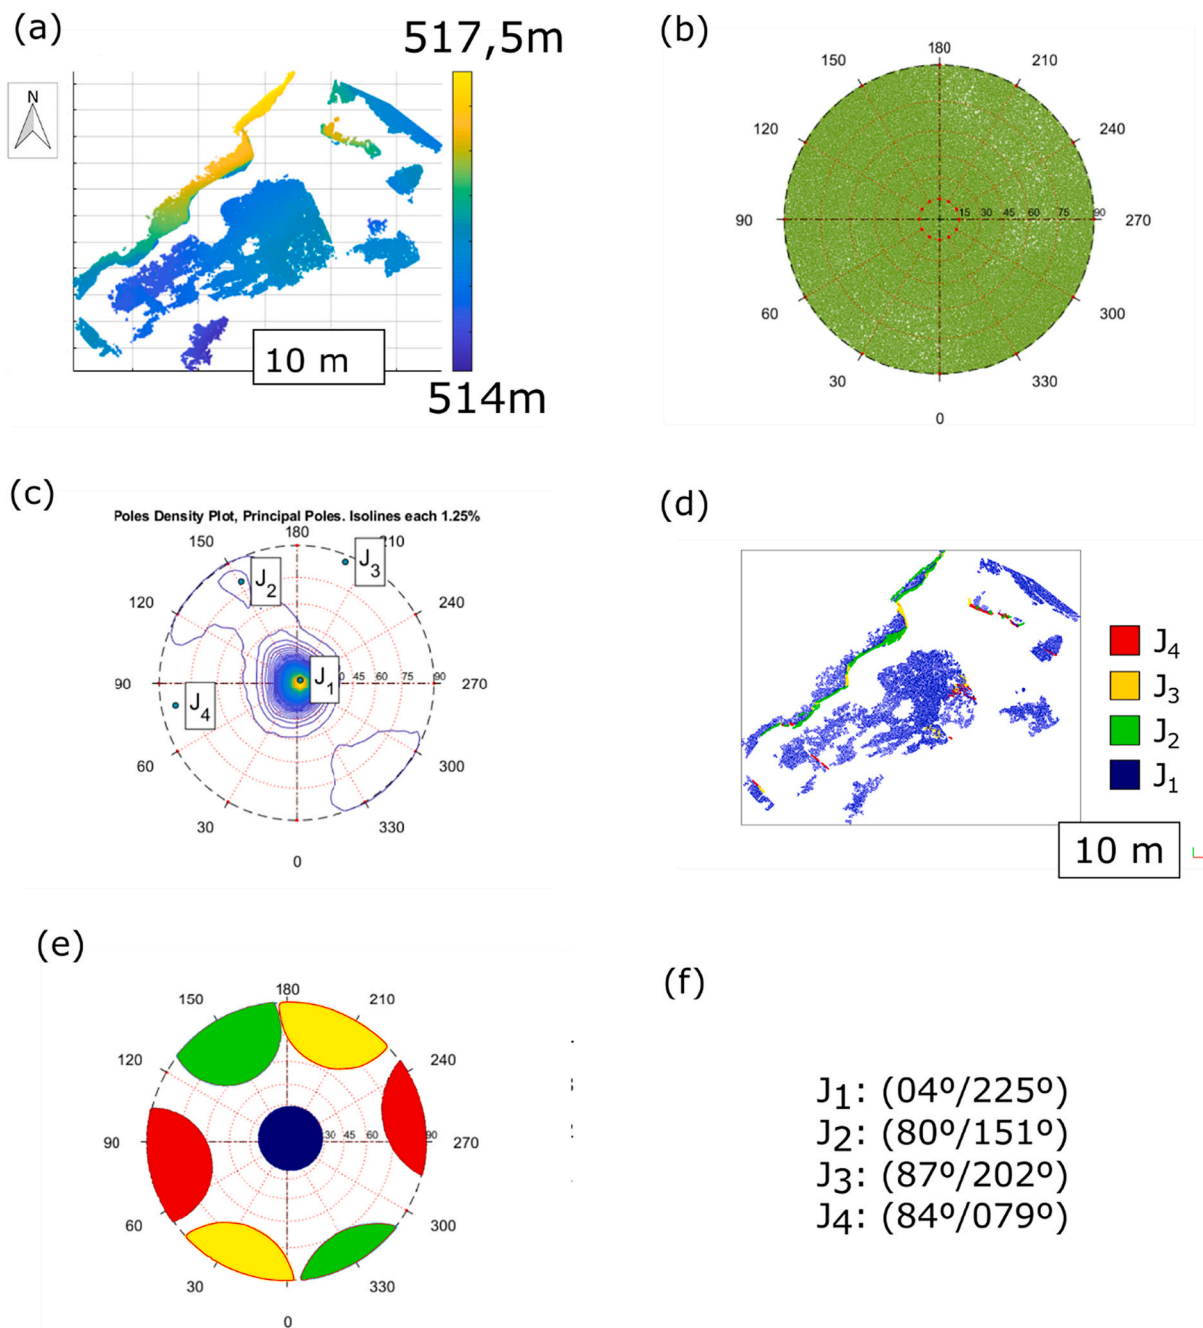 (a)
517,5m
N
10 m
514m
(b)
180
150
210
120
240
90
15 30 45 60 75 90
270
60
300
30
330
0
(c)
Poles Density Plot, Principal Poles. Isolines each 1.25%
180
150
210
J3
J2
120
240
J1
90
0 45 60 75 90
270
J4
60
300
30
330
0
(d)
J4
J3
J2
J1
10 m
(e)
180
150
210
120
240
90
30 45 60 90
270
60
300
30
330
0
(f)
J1: (04º/225º)
J2: (80º/151º)
J3: (87º/202º)
J4: (84º/079º)